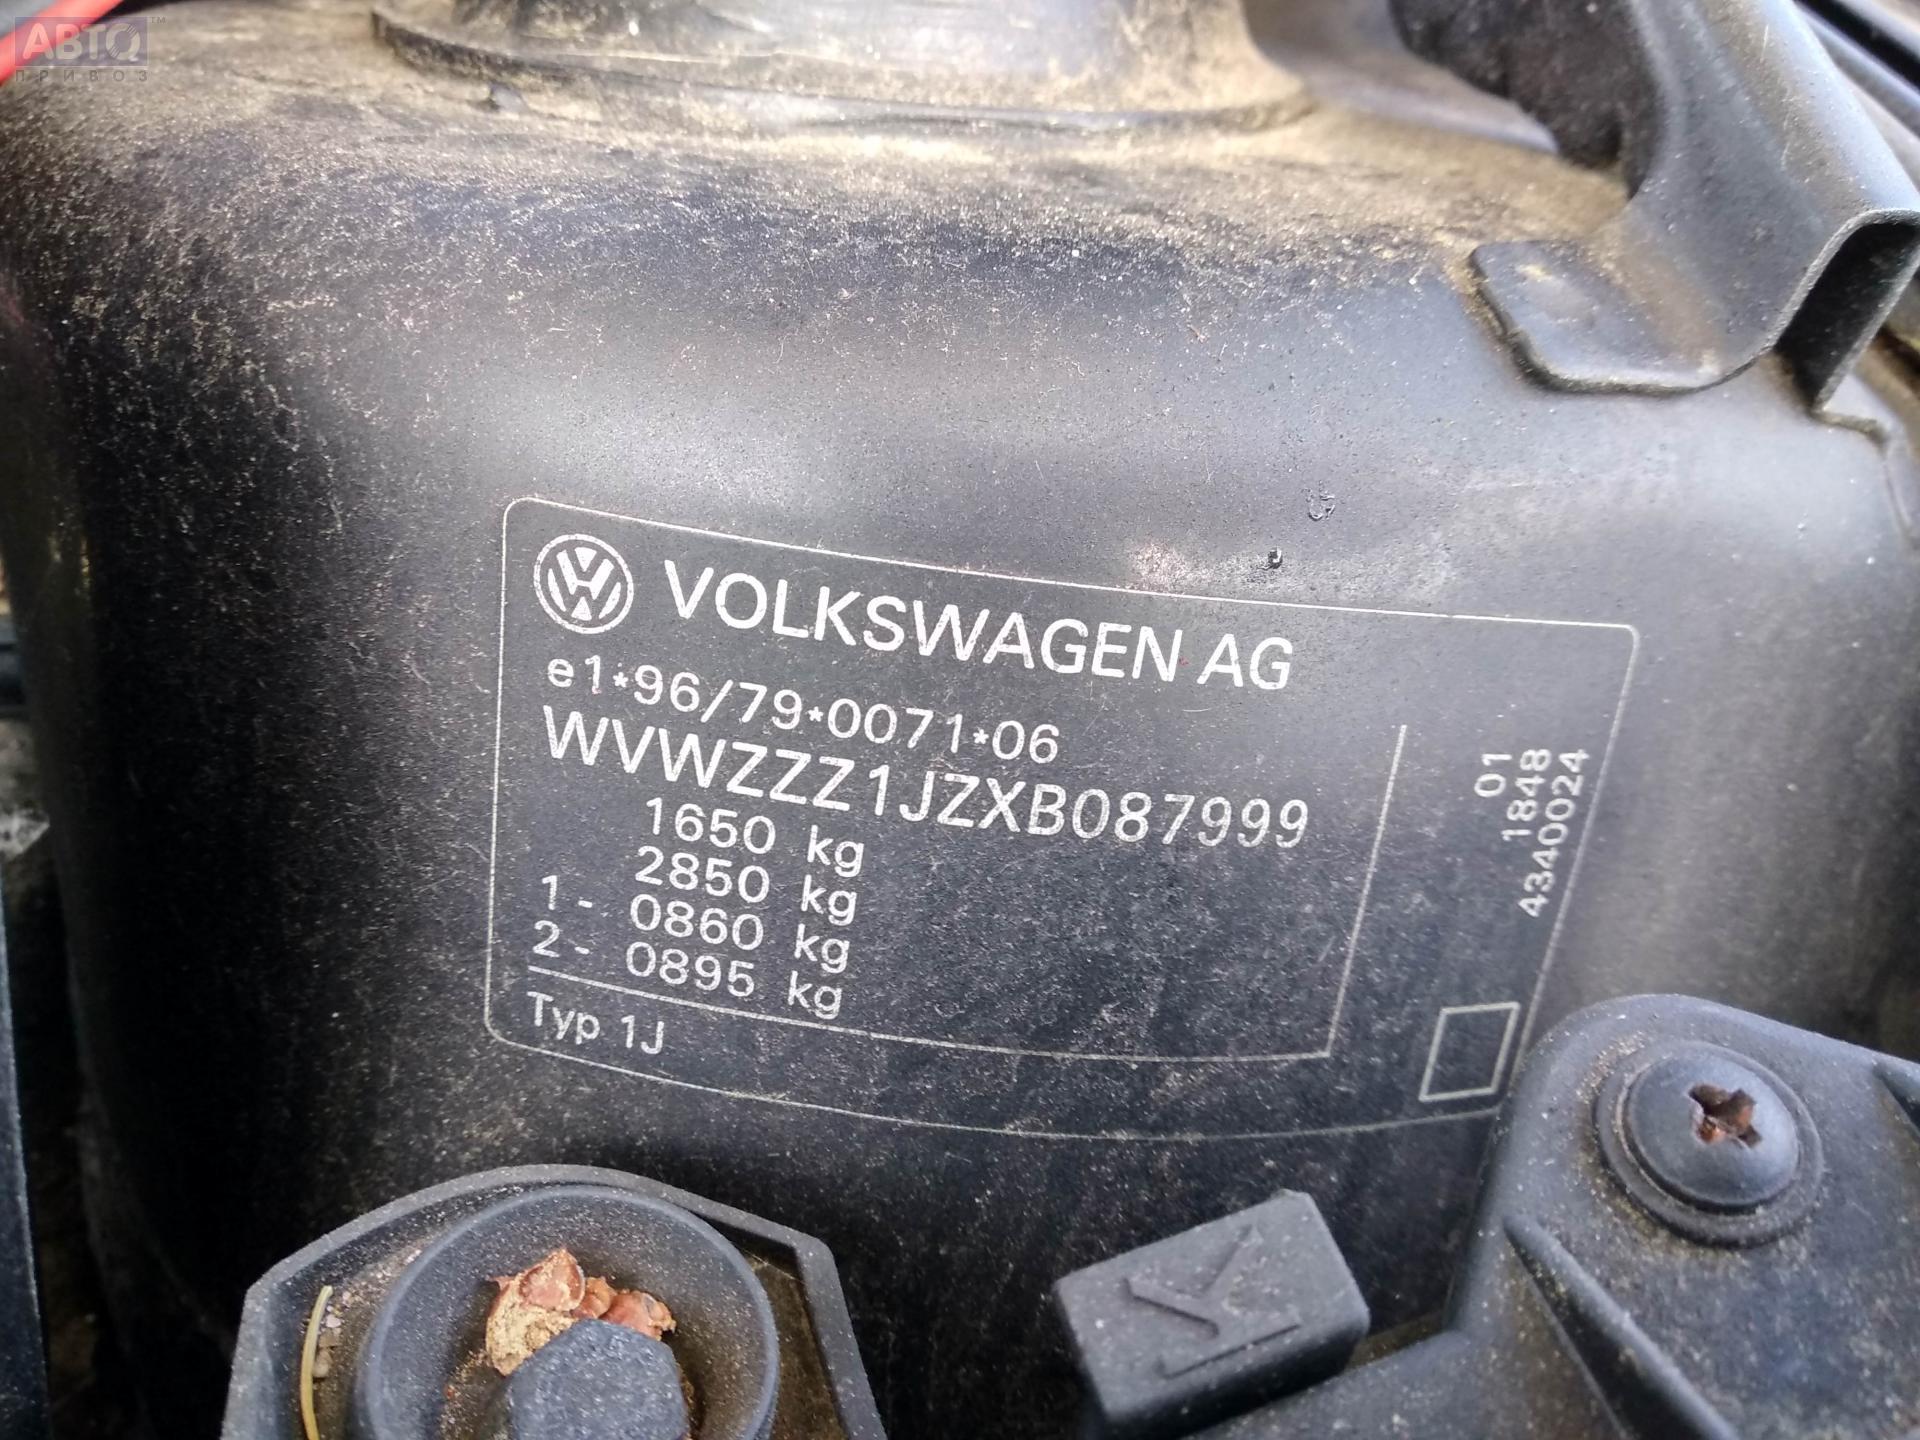 АВТО
ПРИВОЗ
TM
VOLKSWAGEN AG
e1*96/79*0071*06
WVWZZZ1JZXB087999
1650 kg
2850 kg
1- 0860 kg
2- 0895 kg
Typ 1J
01
1848
4340024
K